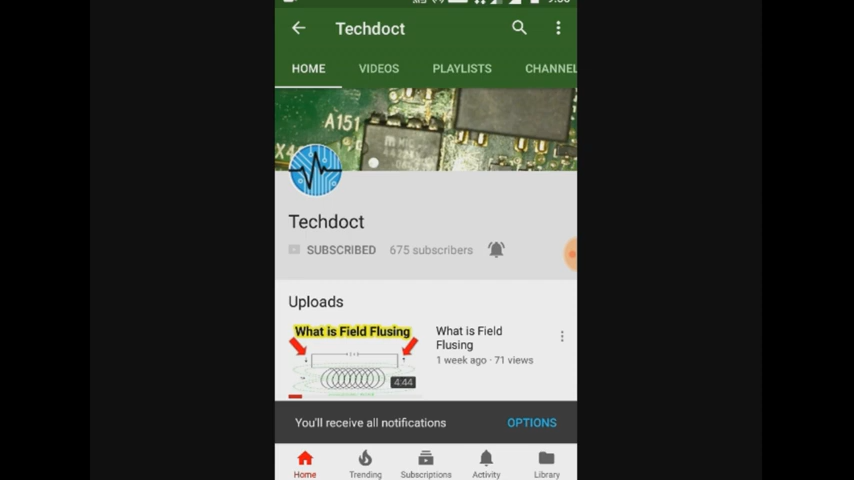 Techdoct
HOME VIDEOS PLAYLISTS CHANNEL
A151
Techdoct
SUBSCRIBED 675 subscribers
Uploads
What is Field Flusing
What is Field
Flusing
1 week ago · 71 views
4:44
You'll receive all notifications OPTIONS
Home Trending Subscriptions Activity Library